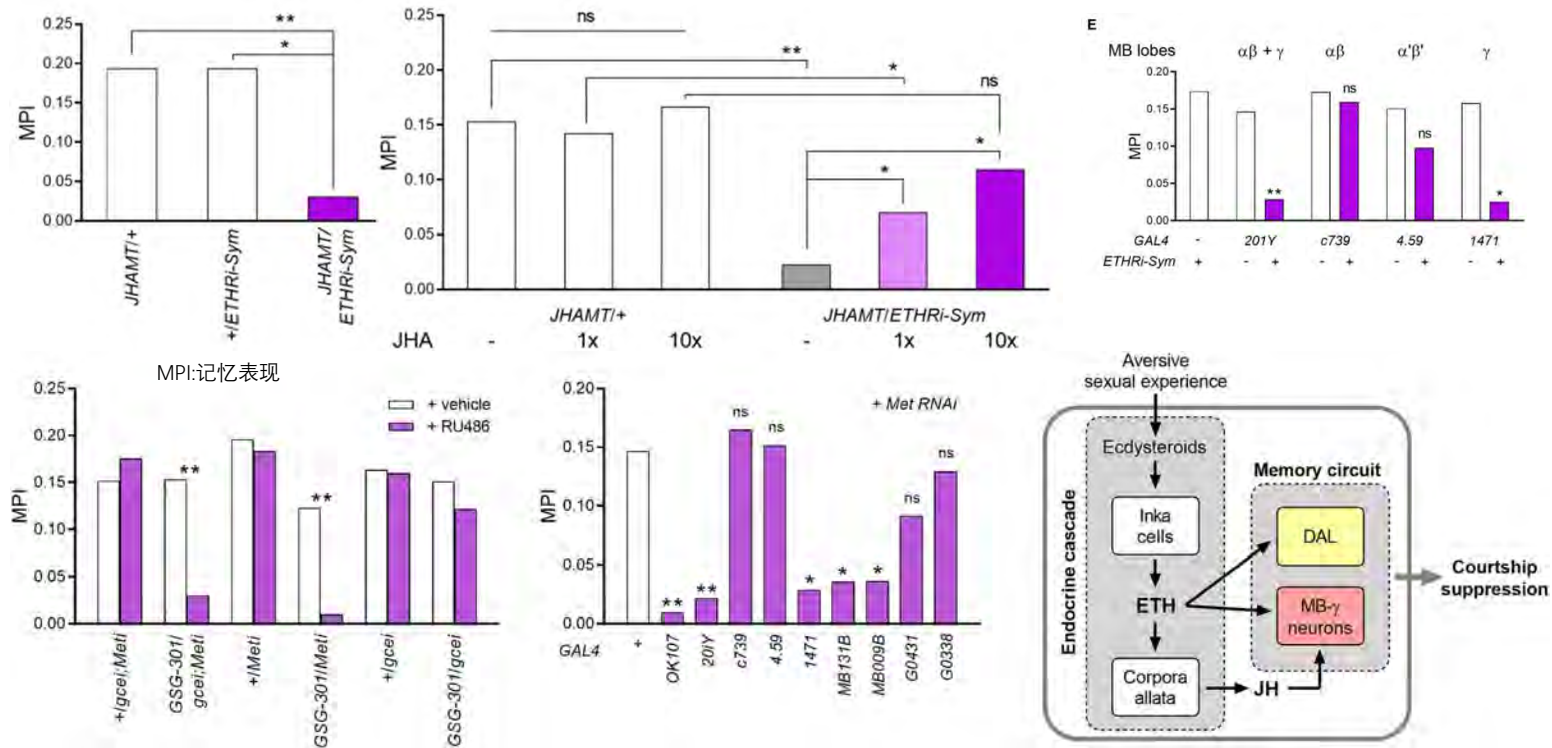 0.25
0.20
0.15
0.10
0.05
0.00
MPI
**
*
JHAMT/+
+/ETHRi-Sym
JHAMT/
ETHRi-Sym
0.25
0.20
0.15
0.10
0.05
0.00
MPI
ns
**
*
ns
*
*
JHAMT/+
JHAMT/ETHRi-Sym
JHA - 1x 10x - 1x 10x
E
MB lobes αβ + γ αβ α'β' γ
0.20
0.15
0.10
0.05
0.00
MPI
**
ns
ns
*
GAL4 - 201Y c739 4.59 1471
ETHRi-Sym + - + - + - + - +
MPI:记忆表现
0.25
0.20
0.15
0.10
0.05
0.00
MPI
+ vehicle
+ RU486
**
**
+/gcei;Meti
GSG-301/
gcei;Meti
+/Meti
GSG-301/Meti
+/gcei
GSG-301/gcei
0.20
0.15
0.10
0.05
0.00
MPI
+ Met RNAi
** ** ns ns * * * ns ns
GAL4
+
OK107
201Y
c739
4.59
1471
MB131B
MB009B
G0431
G0338
Aversive
sexual experience
Endocrine cascade
Ecdysteroids
Inka
cells
ETH
Corpora
allata
JH
Memory circuit
DAL
MB-γ
neurons
Courtship
suppression